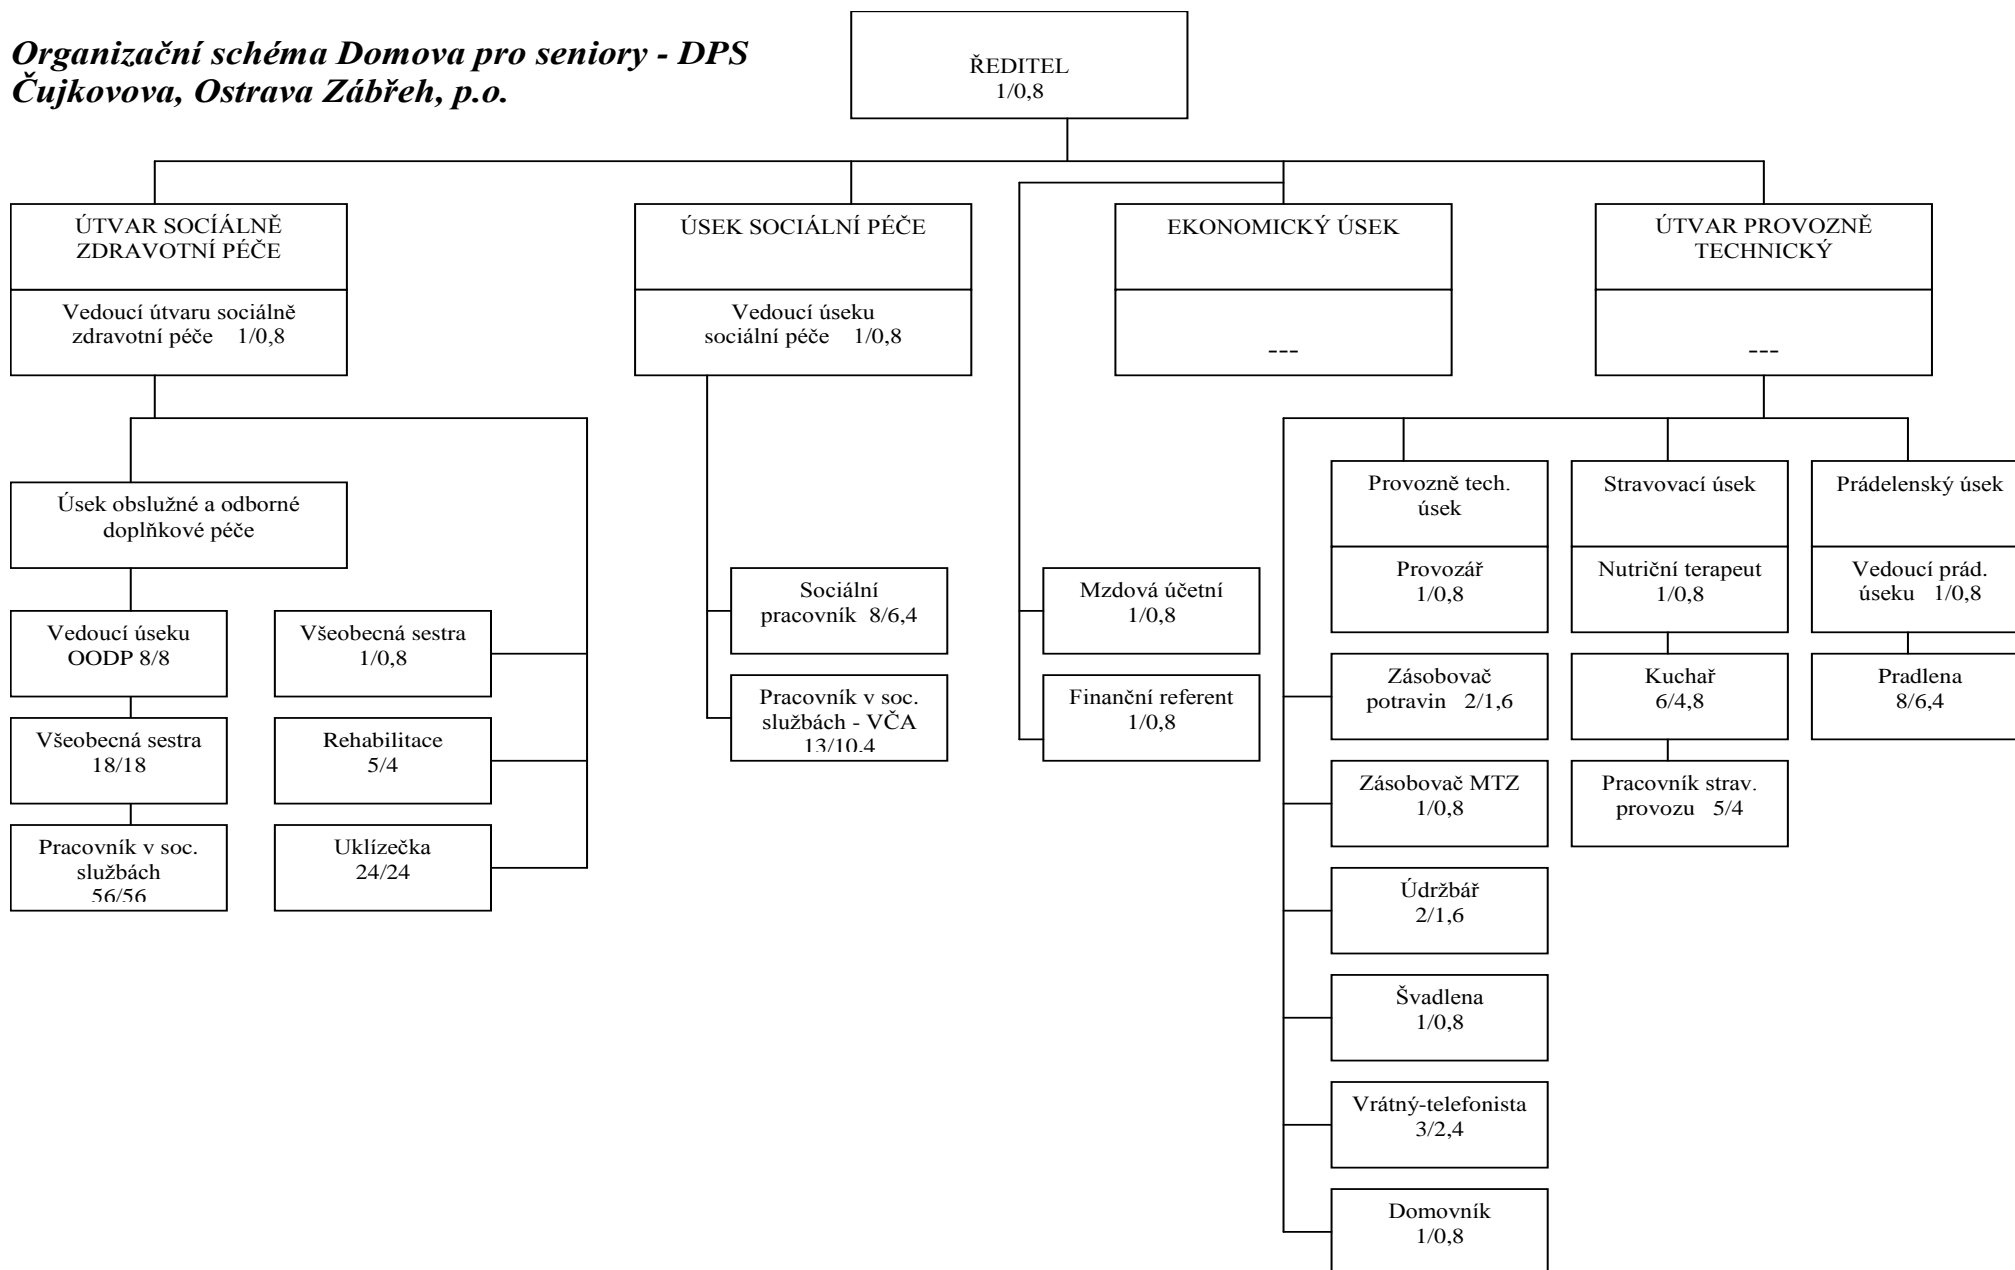 Organizační schéma Domova pro seniory - DPS
Čujkovova, Ostrava Zábřeh, p.o.
ŘEDITEL
1/0,8
ÚTVAR SOCÍÁLNĚ
ZDRAVOTNÍ PÉČE
Vedoucí útvaru sociálně
zdravotní péče 1/0,8
ÚSEK SOCIÁLNÍ PÉČE
Vedoucí úseku
sociální péče 1/0,8
EKONOMICKÝ ÚSEK
---
ÚTVAR PROVOZNĚ
TECHNICKÝ
---
Úsek obslužné a odborné
doplňkové péče
Vedoucí úseku
OODP 8/8
Všeobecná sestra
18/18
Pracovník v soc.
službách
56/56
Všeobecná sestra
1/0,8
Rehabilitace
5/4
Uklízečka
24/24
Sociální
pracovník 8/6,4
Pracovník v soc.
službách - VČA
13/10,4
Mzdová účetní
1/0,8
Finanční referent
1/0,8
Provozně tech.
úsek
Provozář
1/0,8
Zásobovač
potravin 2/1,6
Zásobovač MTZ
1/0,8
Údržbář
2/1,6
Švadlena
1/0,8
Vrátný-telefonista
3/2,4
Domovník
1/0,8
Stravovací úsek
Nutriční terapeut
1/0,8
Kuchař
6/4,8
Pracovník strav.
provozu 5/4
Prádelenský úsek
Vedoucí prád.
úseku 1/0,8
Pradlena
8/6,4